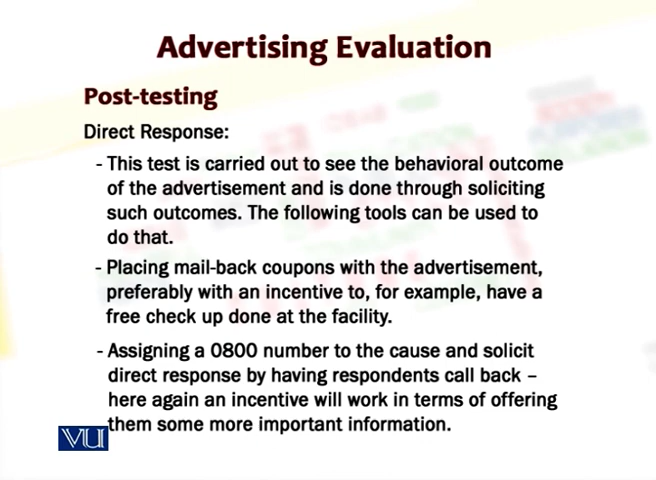 Advertising Evaluation
Post-testing
Direct Response:
- This test is carried out to see the behavioral outcome
of the advertisement and is done through soliciting
such outcomes. The following tools can be used to
do that.
- Placing mail-back coupons with the advertisement,
preferably with an incentive to, for example, have a
free check up done at the facility.
- Assigning a 0800 number to the cause and solicit
direct response by having respondents call back –
here again an incentive will work in terms of offering
them some more important information.
VU